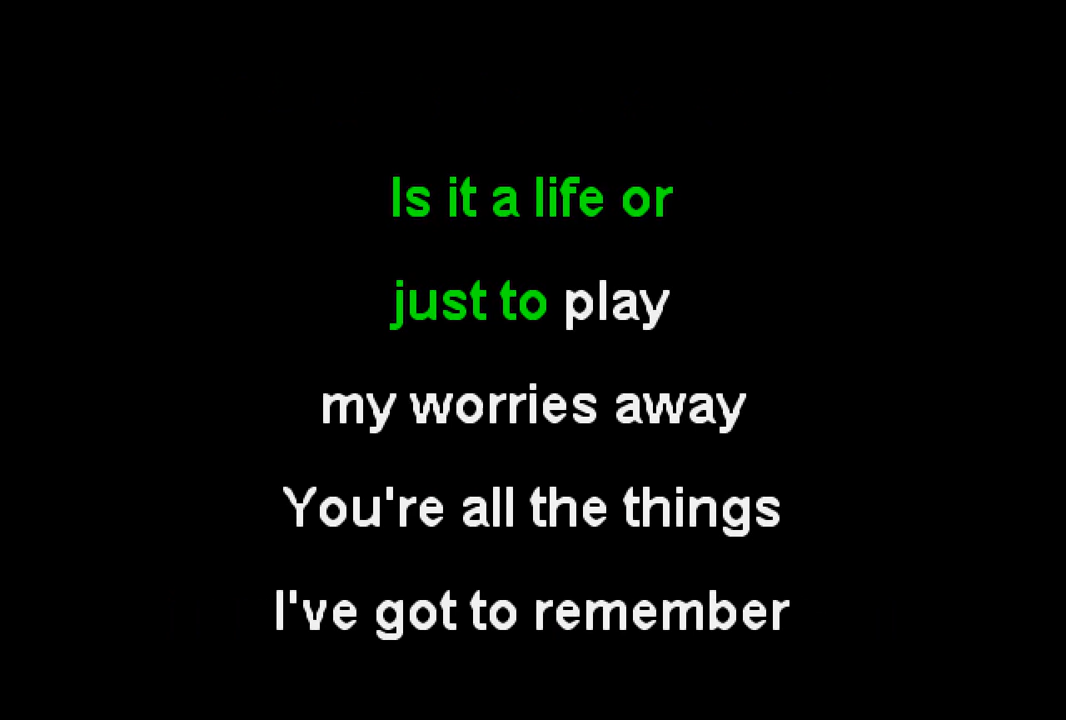 Is it a life or
just to play
my worries away
You're all the things
I've got to remember